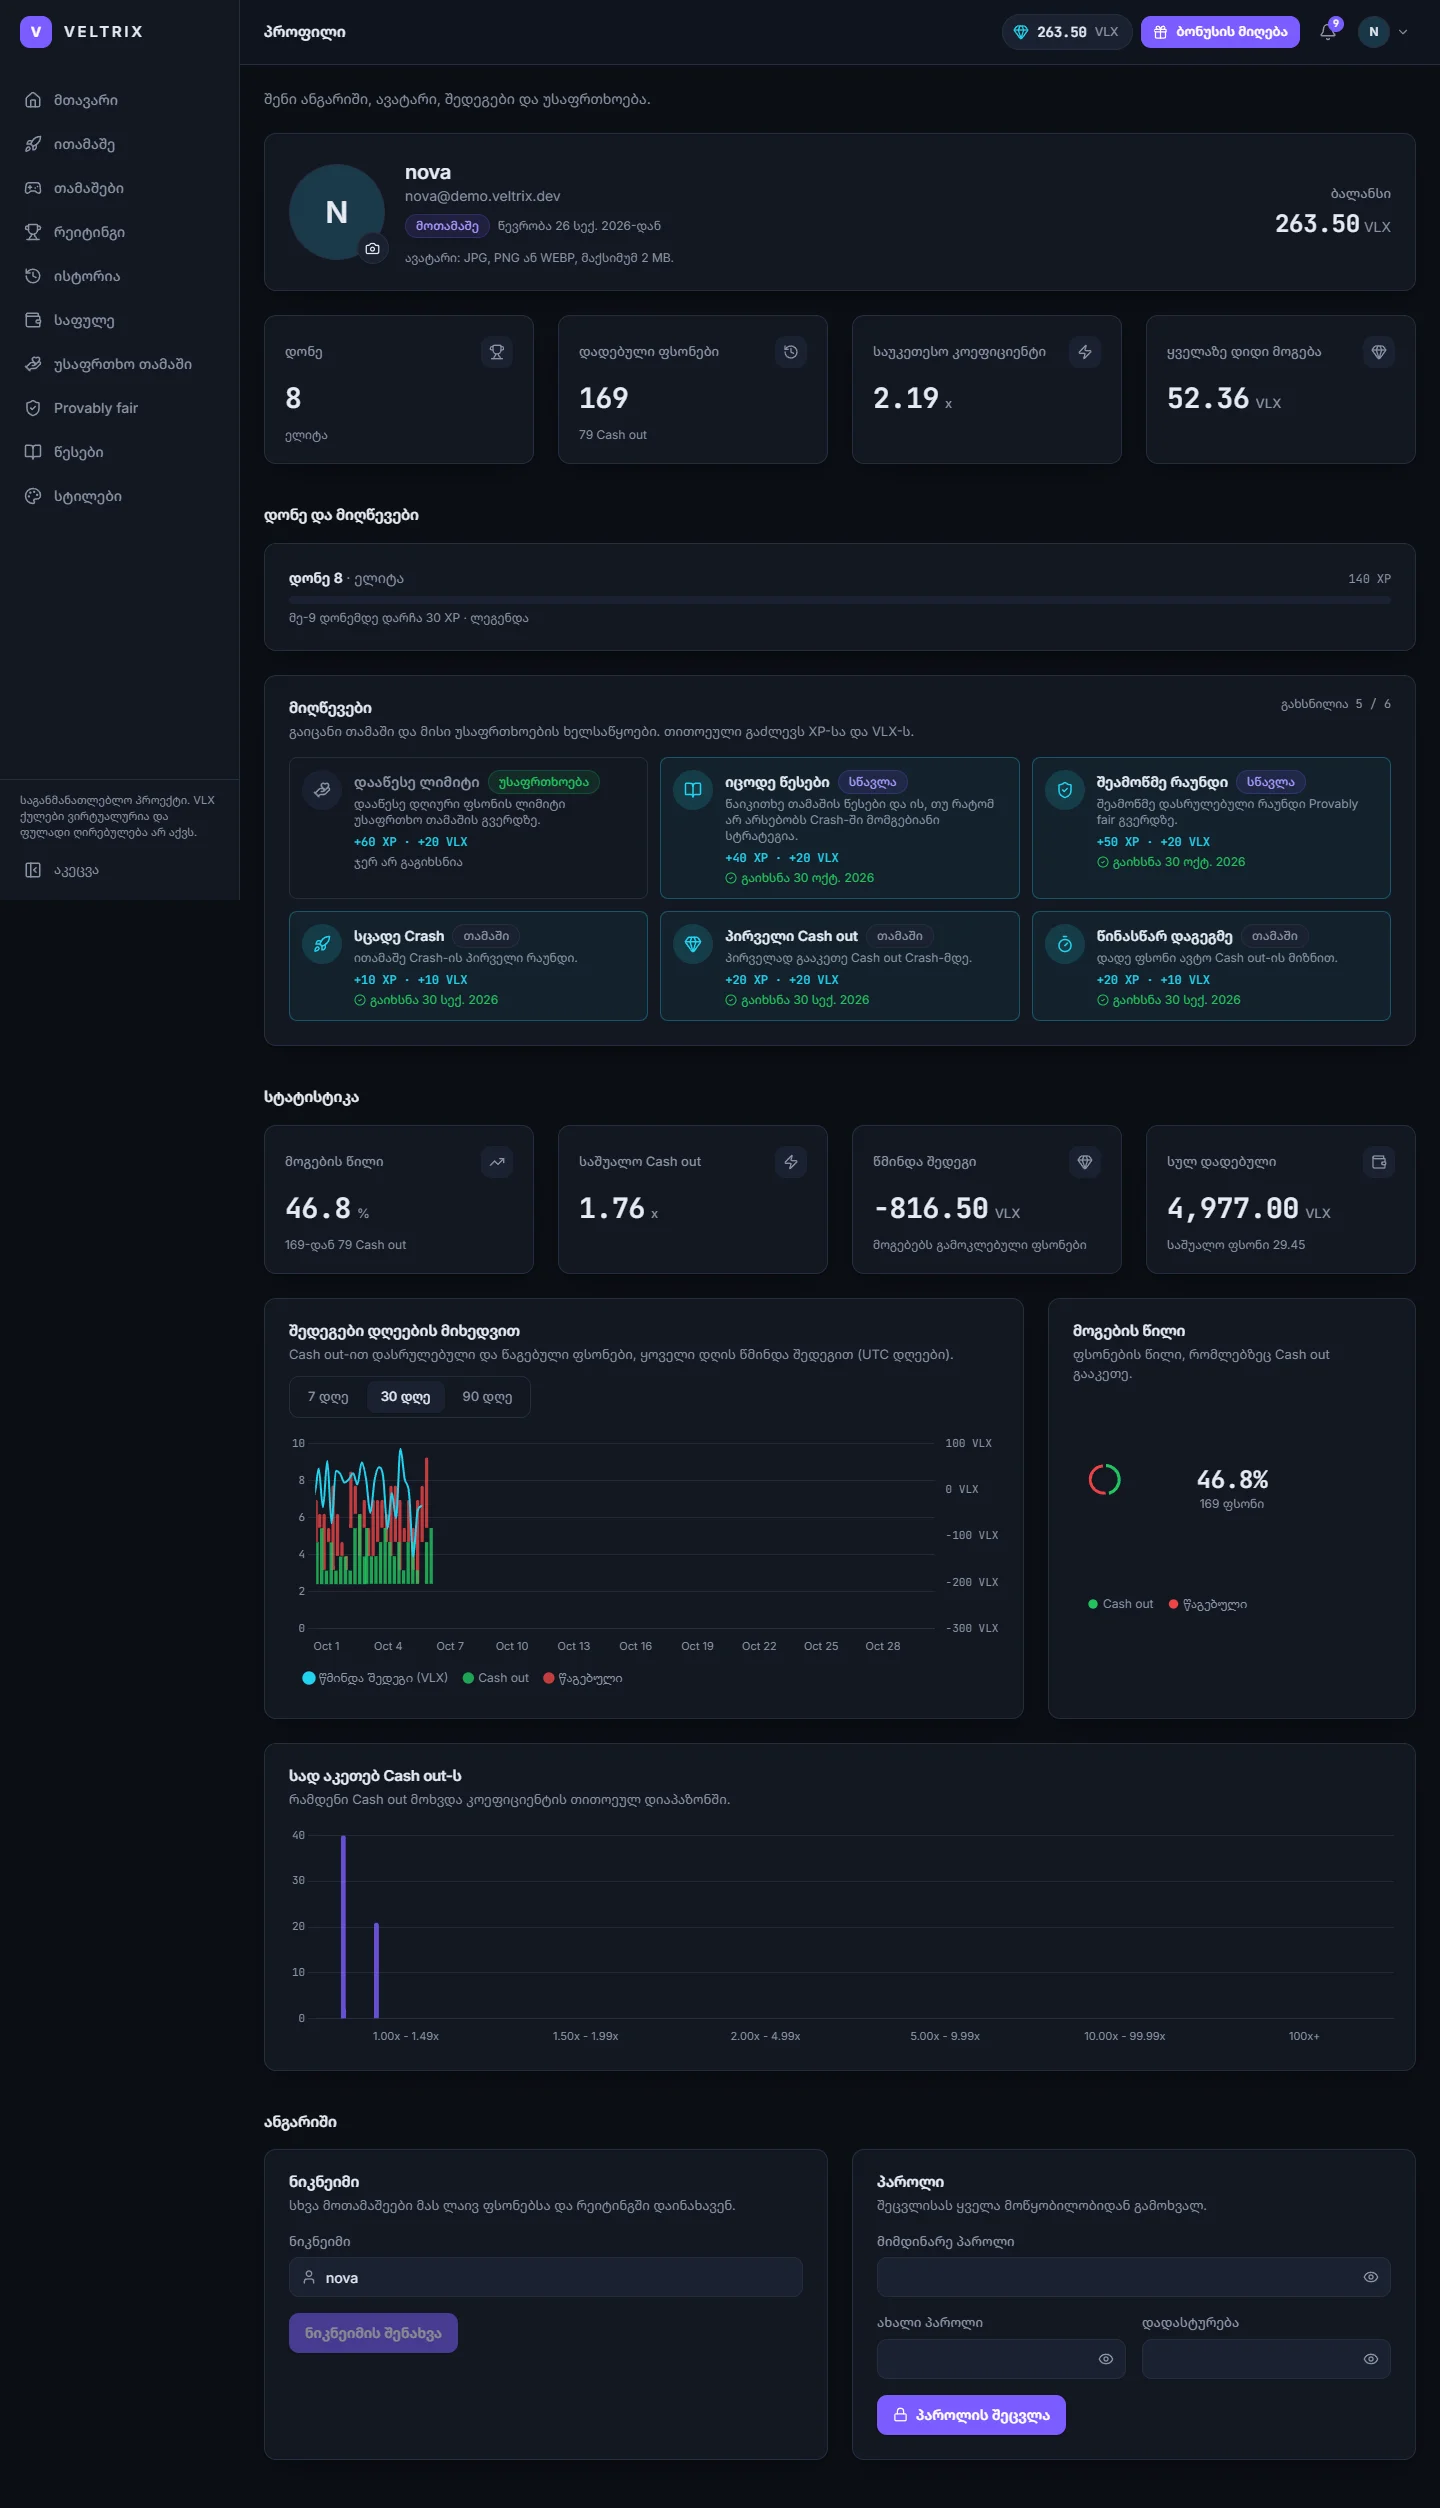 V VELTRIX
მთავარი
ითამაშე
თამაშები
რეიტინგი
ისტორია
საფულე
უსაფრთხო თამაში
Provably fair
წესები
სტილები
საგანმანათლებლო პროექტი. VLX
ქულები ვირტუალურია და
ფულადი ღირებულება არ აქვს.
აკეცვა
პროფილი
263.50 VLX
ბონუსის მიღება
9
N
შენი ანგარიში, ავატარი, შედეგები და უსაფრთხოება.
N
nova
nova@demo.veltrix.dev
მოთამაშე წევრობა 26 სექ. 2026-დან
ავატარი: JPG, PNG ან WEBP, მაქსიმუმ 2 MB.
ბალანსი
263.50 VLX
დონე
8
ელიტა
დადებული ფსონები
169
79 Cash out
საუკეთესო კოეფიციენტი
2.19 x
ყველაზე დიდი მოგება
52.36 VLX
დონე და მიღწევები
დონე 8 · ელიტა
140 XP
მე-9 დონემდე დარჩა 30 XP · ლეგენდა
მიღწევები
გახსნილია 5 / 6
გაიცანი თამაში და მისი უსაფრთხოების ხელსაწყოები. თითოეული გაძლევს XP-სა და VLX-ს.
დააწესე ლიმიტი უსაფრთხოება
დააწესე დღიური ფსონის ლიმიტი
უსაფრთხო თამაშის გვერდზე.
+60 XP · +20 VLX
ჯერ არ გაგიხსნია
იცოდე წესები სწავლა
წაიკითხე თამაშის წესები და ის, თუ რატომ
არ არსებობს Crash-ში მომგებიანი
სტრატეგია.
+40 XP · +20 VLX
გაიხსნა 30 ოქტ. 2026
შეამოწმე რაუნდი სწავლა
შეამოწმე დასრულებული რაუნდი Provably
fair გვერდზე.
+50 XP · +20 VLX
გაიხსნა 30 ოქტ. 2026
სცადე Crash თამაში
ითამაშე Crash-ის პირველი რაუნდი.
+10 XP · +10 VLX
გაიხსნა 30 სექ. 2026
პირველი Cash out თამაში
პირველად გააკეთე Cash out Crash-მდე.
+20 XP · +20 VLX
გაიხსნა 30 სექ. 2026
წინასწარ დაგეგმე თამაში
დადე ფსონი ავტო Cash out-ის მიზნით.
+20 XP · +10 VLX
გაიხსნა 30 სექ. 2026
სტატისტიკა
მოგების წილი
46.8 %
169-დან 79 Cash out
საშუალო Cash out
1.76 x
წმინდა შედეგი
-816.50 VLX
მოგებებს გამოკლებული ფსონები
სულ დადებული
4,977.00 VLX
საშუალო ფსონი 29.45
შედეგები დღეების მიხედვით
Cash out-ით დასრულებული და წაგებული ფსონები, ყოველი დღის წმინდა შედეგით (UTC დღეები).
7 დღე 30 დღე 90 დღე
10 100 VLX
8 0 VLX
6 -100 VLX
4 -200 VLX
2 -300 VLX
0
Oct 1 Oct 4 Oct 7 Oct 10 Oct 13 Oct 16 Oct 19 Oct 22 Oct 25 Oct 28
წმინდა შედეგი (VLX) Cash out წაგებული
მოგების წილი
ფსონების წილი, რომლებზეც Cash out
გააკეთე.
46.8%
169 ფსონი
Cash out წაგებული
სად აკეთებ Cash out-ს
რამდენი Cash out მოხვდა კოეფიციენტის თითოეულ დიაპაზონში.
40
30
20
10
0
1.00x - 1.49x 1.50x - 1.99x 2.00x - 4.99x 5.00x - 9.99x 10.00x - 99.99x 100x+
ანგარიში
ნიკნეიმი
სხვა მოთამაშეები მას ლაივ ფსონებსა და რეიტინგში დაინახავენ.
ნიკნეიმი
nova
ნიკნეიმის შენახვა
პაროლი
შეცვლისას ყველა მოწყობილობიდან გამოხვალ.
მიმდინარე პაროლი
ახალი პაროლი დადასტურება
პაროლის შეცვლა